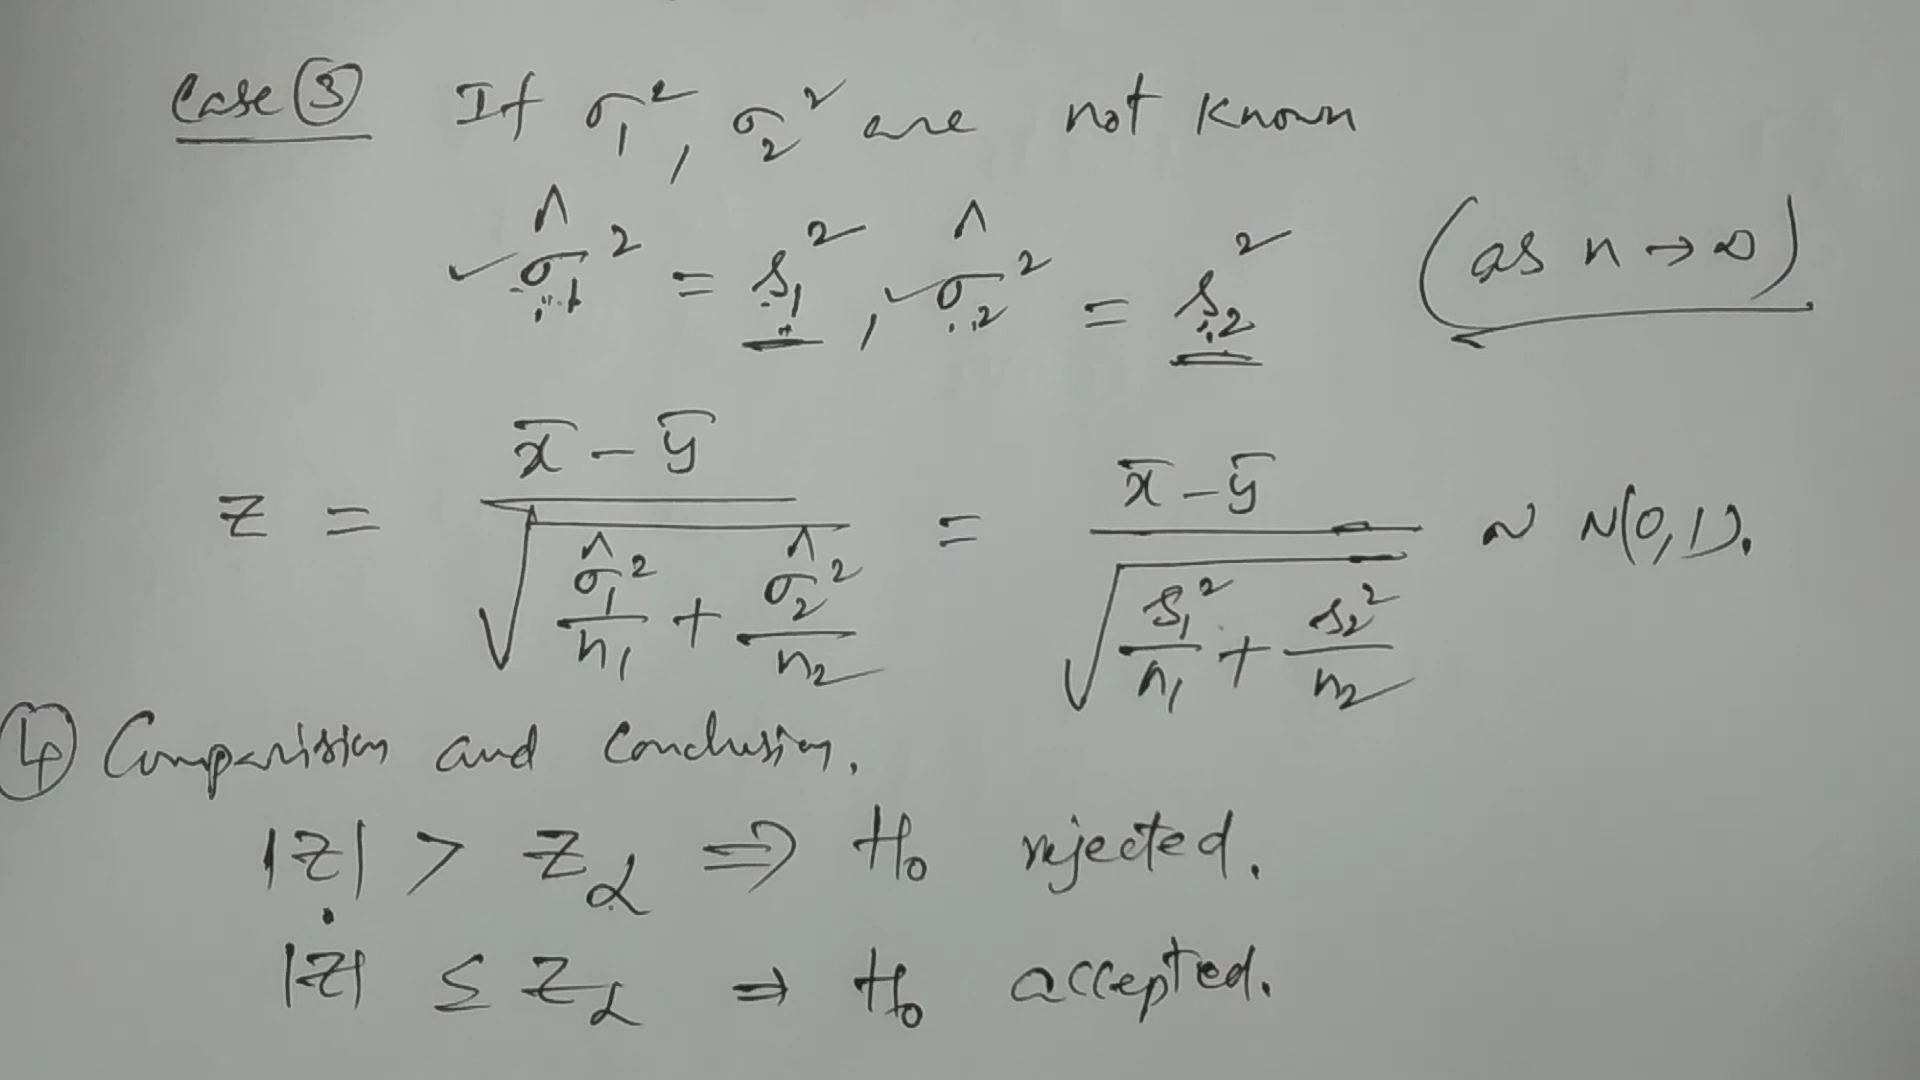 Case ③ If σ₁², σ₂² are not known
✓ σ̂₁² = s₁², ✓ σ̂₂² = s₂² (as n → ∞)
z = (x̄ - ȳ) / √(σ̂₁²/n₁ + σ̂₂²/n₂) = (x̄ - ȳ) / √(s₁²/n₁ + s₂²/n₂) ~ N(0,1).
④ Comparision and Conclusion.
|z| > z_α ⇒ H₀ rejected.
|z| ≤ z_α ⇒ H₀ accepted.